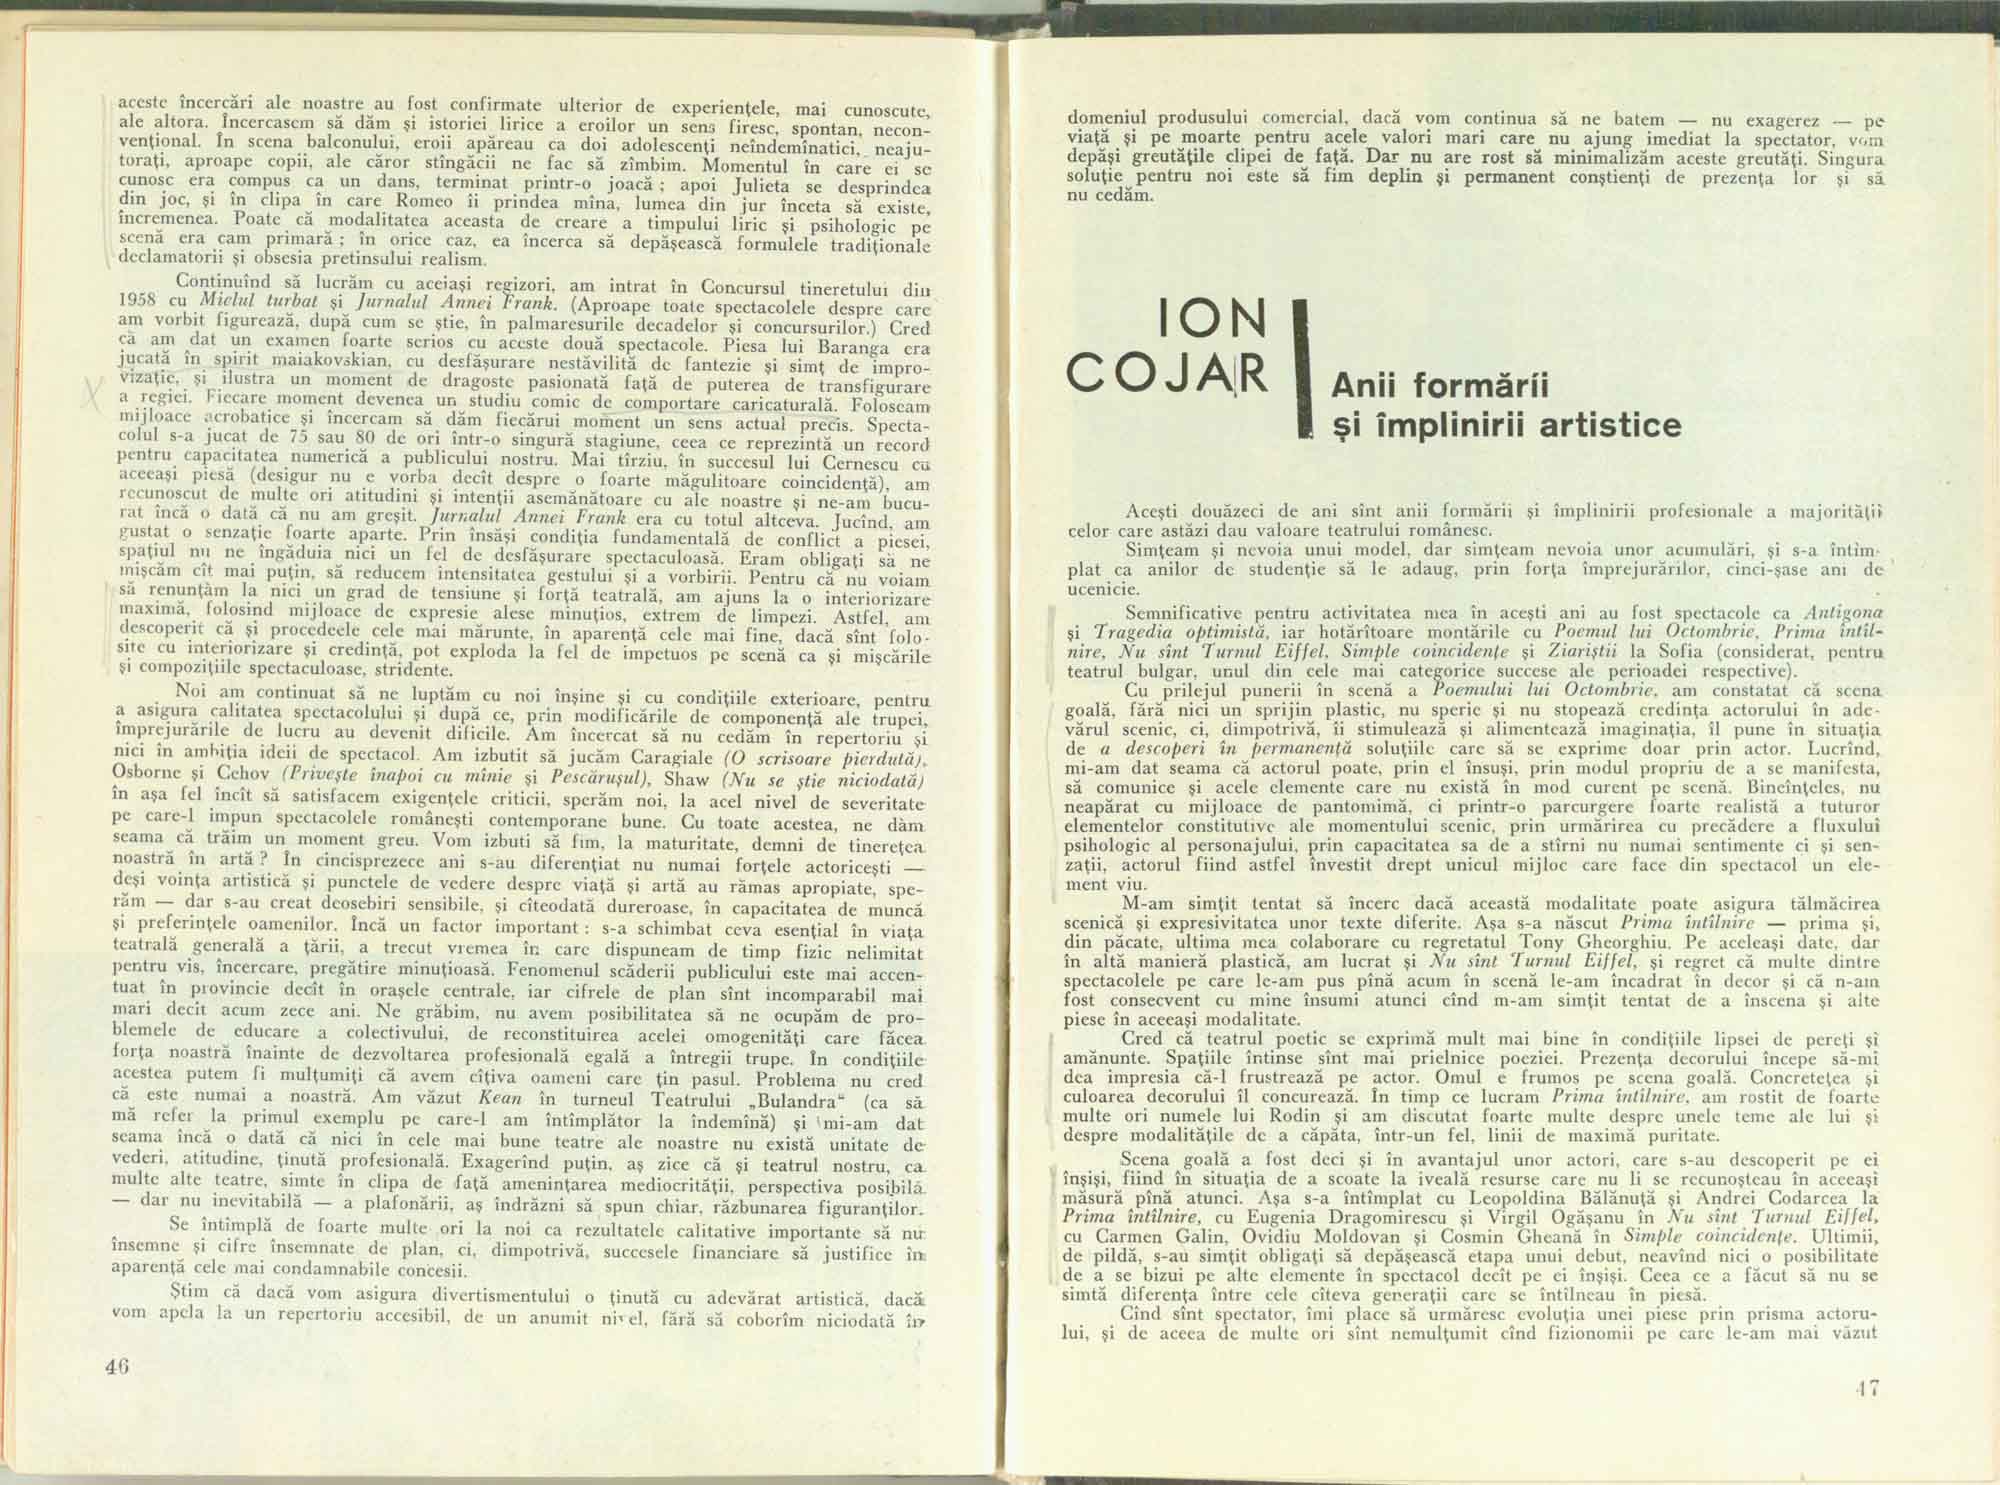 aceste încercări ale noastre au fost confirmate ulterior de experiențele, mai cunoscute,
ale altora. Încercasem să dăm și istoriei lirice a eroilor un sens firesc, spontan, necon-
vențional. În scena balconului, eroii apăreau ca doi adolescenți neîndemînatici, neaju-
torați, aproape copii, ale căror stîngăcii ne fac să zîmbim. Momentul în care ei se
cunosc era compus ca un dans, terminat printr-o joacă ; apoi Julieta se desprindea
din joc, și în clipa în care Romeo îi prindea mîna, lumea din jur înceta să existe,
încremenea. Poate că modalitatea aceasta de creare a timpului liric și psihologic pe
scenă era cam primară ; în orice caz, ea încerca să depășească formulele tradiționale
declamatorii și obsesia pretinsului realism.
Continuînd să lucrăm cu aceiași regizori, am intrat în Concursul tineretului din
1958 cu Mielul turbat și Jurnalul Annei Frank. (Aproape toate spectacolele despre care
am vorbit figurează, după cum se știe, în palmaresurile decadelor și concursurilor.) Cred
că am dat un examen foarte serios cu aceste două spectacole. Piesa lui Baranga era
jucată în spirit maiakovskian, cu desfășurare nestăvilită de fantezie și simț de impro-
vizație, și ilustra un moment de dragoste pasionată față de puterea de transfigurare
a regiei. Fiecare moment devenea un studiu comic de comportare caricaturală. Foloseam
mijloace acrobatice și încercam să dăm fiecărui moment un sens actual precis. Specta-
colul s-a jucat de 75 sau 80 de ori într-o singură stagiune, ceea ce reprezintă un record
pentru capacitatea numerică a publicului nostru. Mai tîrziu, în succesul lui Cernescu cu
aceeași piesă (desigur nu e vorba decît despre o foarte măgulitoare coincidență), am
recunoscut de multe ori atitudini și intenții asemănătoare cu ale noastre și ne-am bucu-
rat încă o dată că nu am greșit. Jurnalul Annei Frank era cu totul altceva. Jucînd, am
gustat o senzație foarte aparte. Prin însăși condiția fundamentală de conflict a piesei,
spațiul nu ne îngăduia nici un fel de desfășurare spectaculoasă. Eram obligați să ne
mișcăm cît mai puțin, să reducem intensitatea gestului și a vorbirii. Pentru că nu voiam
să renunțăm la nici un grad de tensiune și forță teatrală, am ajuns la o interiorizare
maximă, folosind mijloace de expresie alese minuțios, extrem de limpezi. Astfel, am
descoperit că și procedeele cele mai mărunte, în aparență cele mai fine, dacă sînt folo-
site cu interiorizare și credință, pot exploda la fel de impetuos pe scenă ca și mișcările
și compozițiile spectaculoase, stridente.
Noi am continuat să ne luptăm cu noi înșine și cu condițiile exterioare, pentru
a asigura calitatea spectacolului și după ce, prin modificările de componență ale trupei,
împrejurările de lucru au devenit dificile. Am încercat să nu cedăm în repertoriu și
nici în ambiția ideii de spectacol. Am izbutit să jucăm Caragiale (O scrisoare pierdută),
Osborne și Cehov (Privește înapoi cu mînie și Pescărușul), Shaw (Nu se știe niciodată)
în așa fel încît să satisfacem exigențele criticii, sperăm noi, la acel nivel de severitate
pe care-l impun spectacolele românești contemporane bune. Cu toate acestea, ne dăm
seama că trăim un moment greu. Vom izbuti să fim, la maturitate, demni de tinerețea
noastră în artă ? În cincisprezece ani s-au diferențiat nu numai forțele actoricești —
deși voința artistică și punctele de vedere despre viață și artă au rămas apropiate, spe-
răm — dar s-au creat deosebiri sensibile, și cîteodată dureroase, în capacitatea de muncă
și preferințele oamenilor. Încă un factor important : s-a schimbat ceva esențial în viața
teatrală generală a țării, a trecut vremea în care dispuneam de timp fizic nelimitat
pentru vis, încercare, pregătire minuțioasă. Fenomenul scăderii publicului este mai accen-
tuat în provincie decît în orașele centrale, iar cifrele de plan sînt incomparabil mai
mari decît acum zece ani. Ne grăbim, nu avem posibilitatea să ne ocupăm de pro-
blemele de educare a colectivului, de reconstituirea acelei omogenități care făcea
forța noastră înainte de dezvoltarea profesională egală a întregii trupe. În condițiile
acestea putem fi mulțumiți că avem cîțiva oameni care țin pasul. Problema nu cred
că este numai a noastră. Am văzut Kean în turneul Teatrului „Bulandra“ (ca să
mă refer la primul exemplu pe care-l am întîmplător la îndemînă) și mi-am dat
seama încă o dată că nici în cele mai bune teatre ale noastre nu există unitate de
vederi, atitudine, ținută profesională. Exagerînd puțin, aș zice că și teatrul nostru, ca
multe alte teatre, simte în clipa de față amenințarea mediocrității, perspectiva posibilă
— dar nu inevitabilă — a plafonării, aș îndrăzni să spun chiar, răzbunarea figuranților.
Se întîmplă de foarte multe ori la noi ca rezultatele calitative importante să nu
însemne și cifre însemnate de plan, ci, dimpotrivă, succesele financiare să justifice în
aparență cele mai condamnabile concesii.
Știm că dacă vom asigura divertismentului o ținută cu adevărat artistică, dacă
vom apela la un repertoriu accesibil, de un anumit nivel, fără să coborîm niciodată în
46
domeniul produsului comercial, dacă vom continua să ne batem — nu exagerez — pe
viață și pe moarte pentru acele valori mari care nu ajung imediat la spectator, vom
depăși greutățile clipei de față. Dar nu are rost să minimalizăm aceste greutăți. Singura
soluție pentru noi este să fim deplin și permanent conștienți de prezența lor și să
nu cedăm.
ION
COJAR
Anii formării
și împlinirii artistice
Acești douăzeci de ani sînt anii formării și împlinirii profesionale a majorității
celor care astăzi dau valoare teatrului românesc.
Simțeam și nevoia unui model, dar simțeam nevoia unor acumulări, și s-a întîm-
plat ca anilor de studenție să le adaug, prin forța împrejurărilor, cinci-șase ani de
ucenicie.
Semnificative pentru activitatea mea în acești ani au fost spectacole ca Antigona
și Tragedia optimistă, iar hotărîtoare montările cu Poemul lui Octombrie, Prima întîl-
nire, Nu sînt Turnul Eiffel, Simple coincidențe și Ziariștii la Sofia (considerat, pentru
teatrul bulgar, unul din cele mai categorice succese ale perioadei respective).
Cu prilejul punerii în scenă a Poemului lui Octombrie, am constatat că scena
goală, fără nici un sprijin plastic, nu sperie și nu stopează credința actorului în ade-
vărul scenic, ci, dimpotrivă, îi stimulează și alimentează imaginația, îl pune în situația
de a descoperi în permanență soluțiile care să se exprime doar prin actor. Lucrînd,
mi-am dat seama că actorul poate, prin el însuși, prin modul propriu de a se manifesta,
să comunice și acele elemente care nu există în mod curent pe scenă. Bineînțeles, nu
neapărat cu mijloace de pantomimă, ci printr-o parcurgere foarte realistă a tuturor
elementelor constitutive ale momentului scenic, prin urmărirea cu precădere a fluxului
psihologic al personajului, prin capacitatea sa de a stîrni nu numai sentimente ci și sen-
zații, actorul fiind astfel învestit drept unicul mijloc care face din spectacol un ele-
ment viu.
M-am simțit tentat să încerc dacă această modalitate poate asigura tălmăcirea
scenică și expresivitatea unor texte diferite. Așa s-a născut Prima întîlnire — prima și,
din păcate, ultima mea colaborare cu regretatul Tony Gheorghiu. Pe aceleași date, dar
în altă manieră plastică, am lucrat și Nu sînt Turnul Eiffel, și regret că multe dintre
spectacolele pe care le-am pus pînă acum în scenă le-am încadrat în decor și că n-am
fost consecvent cu mine însumi atunci cînd m-am simțit tentat de a înscena și alte
piese în aceeași modalitate.
Cred că teatrul poetic se exprimă mult mai bine în condițiile lipsei de pereți și
amănunte. Spațiile întinse sînt mai prielnice poeziei. Prezența decorului începe să-mi
dea impresia că-l frustrează pe actor. Omul e frumos pe scena goală. Concretețea și
culoarea decorului îl concurează. În timp ce lucram Prima întîlnire, am rostit de foarte
multe ori numele lui Rodin și am discutat foarte multe despre unele teme ale lui și
despre modalitățile de a căpăta, într-un fel, linii de maximă puritate.
Scena goală a fost deci și în avantajul unor actori, care s-au descoperit pe ei
înșiși, fiind în situația de a scoate la iveală resurse care nu li se recunoșteau în aceeași
măsură pînă atunci. Așa s-a întîmplat cu Leopoldina Bălănuță și Andrei Codarcea la
Prima întîlnire, cu Eugenia Dragomirescu și Virgil Ogășanu în Nu sînt Turnul Eiffel,
cu Carmen Galin, Ovidiu Moldovan și Cosmin Gheană în Simple coincidențe. Ultimii,
de pildă, s-au simțit obligați să depășească etapa unui debut, neavînd nici o posibilitate
de a se bizui pe alte elemente în spectacol decît pe ei înșiși. Ceea ce a făcut să nu se
simtă diferența între cele cîteva generații care se întîlneau în piesă.
Cînd sînt spectator, îmi place să urmăresc evoluția unei piese prin prisma actoru-
lui, și de aceea de multe ori sînt nemulțumit cînd fizionomii pe care le-am mai văzut
47